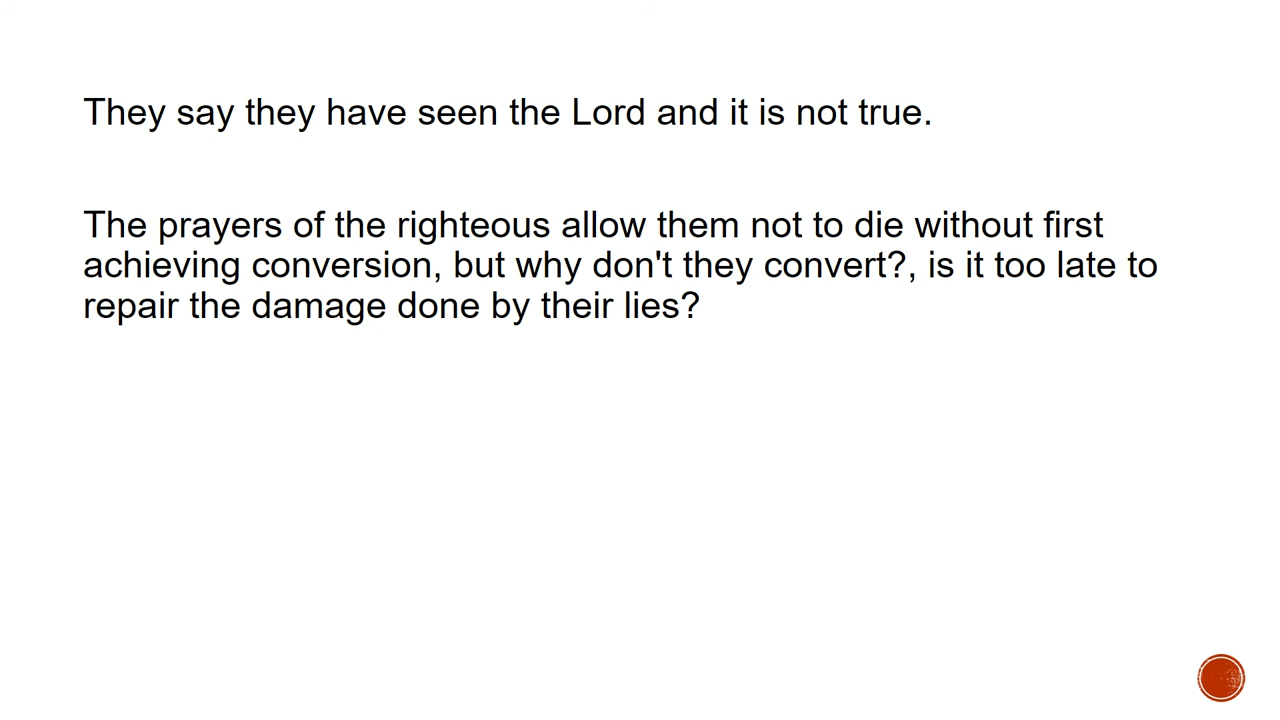 They say they have seen the Lord and it is not true.
The prayers of the righteous allow them not to die without first
achieving conversion, but why don't they convert?, is it too late to
repair the damage done by their lies?